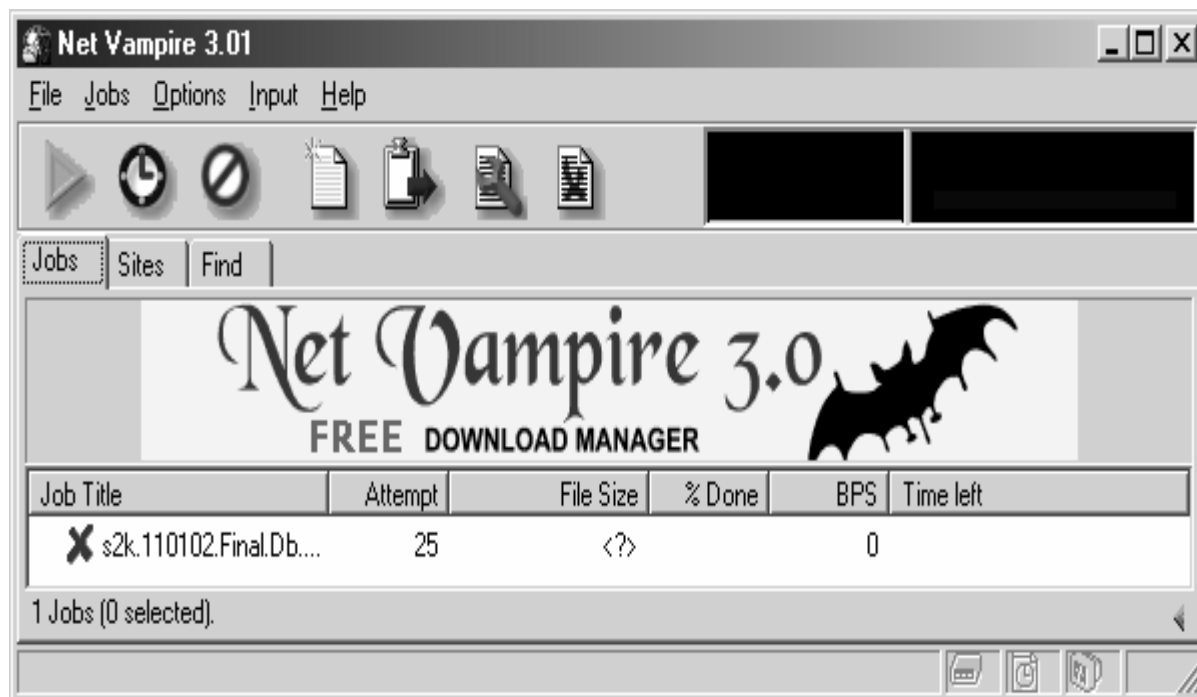 Net Vampire 3.01
File Jobs Options Input Help
Jobs Sites Find
Net Vampire 3.0
FREE DOWNLOAD MANAGER
Job Title Attempt File Size % Done BPS Time left
s2k.110102.Final.Db.... 25 <?> 0
1 Jobs (0 selected).